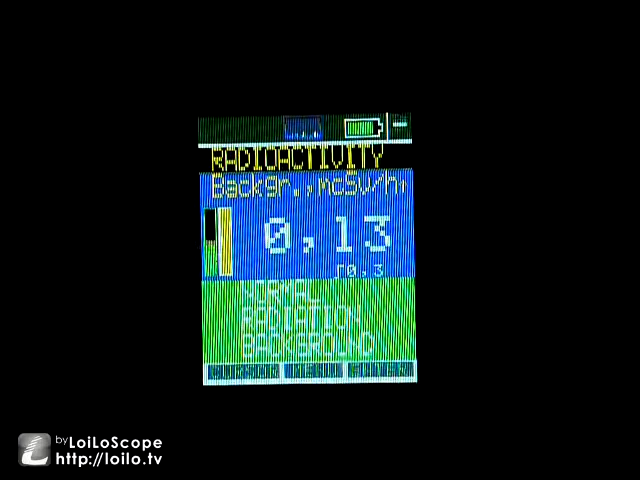 RADIOACTIVITY
Backgr.,mcSv/h:
0,13
[0,3
NORMAL
RADIATION
BACKGROUND
MENU
by LoiLoScope
http://loilo.tv